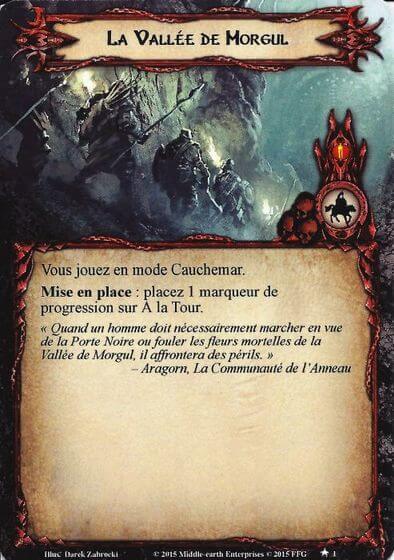 La Vallée de Morgul
Vous jouez en mode Cauchemar.
Mise en place : placez 1 marqueur de
progression sur À la Tour.
« Quand un homme doit nécessairement marcher en vue
de la Porte Noire ou fouler les fleurs mortelles de la
Vallée de Morgul, il affrontera des périls. »
– Aragorn, La Communauté de l'Anneau
Illus. Darek Zabrocki © 2015 Middle-earth Enterprises © 2015 FFG ★ 1